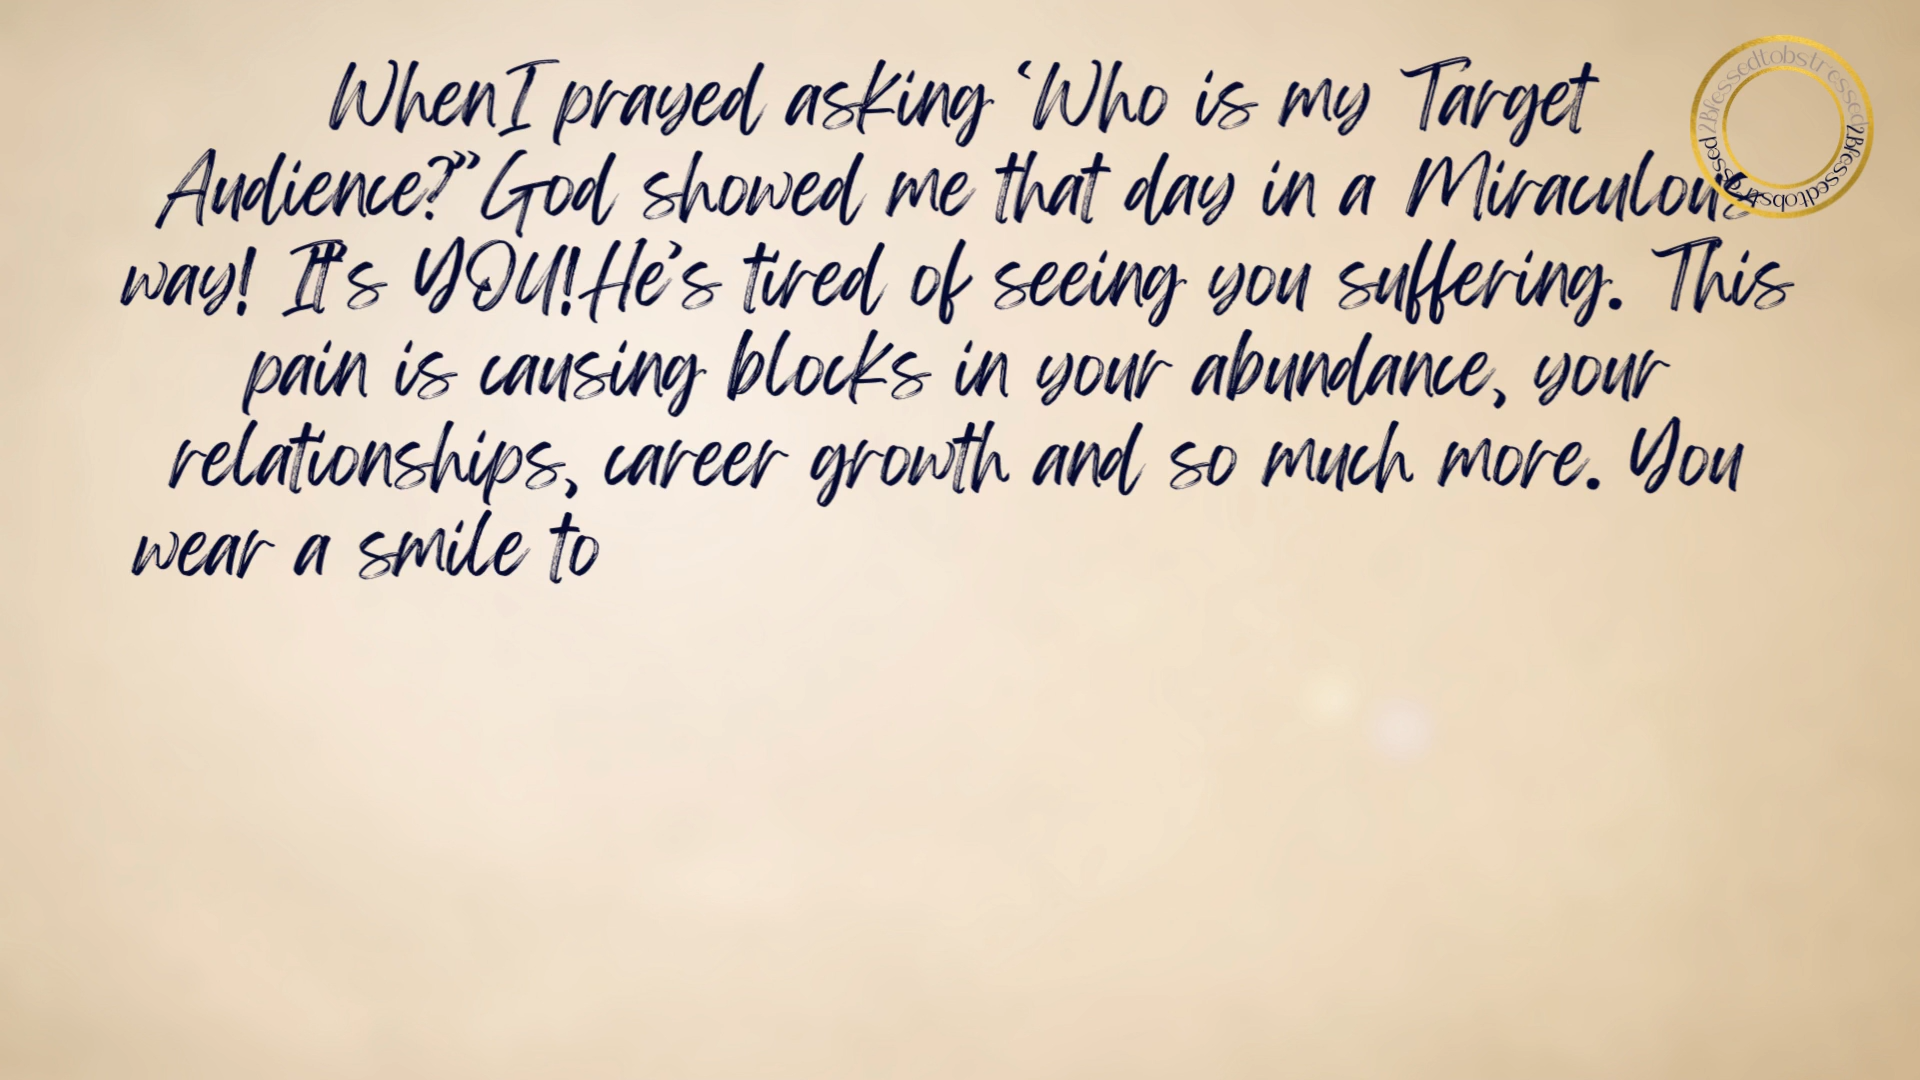 When I prayed asking ‘Who is my Target
Audience?” God showed me that day in a Miraculous
way! It's YOU! He's tired of seeing you suffering. This
pain is causing blocks in your abundance, your
relationships, career growth and so much more. You
wear a smile to
2Blessedtobstressed2Blessedtobstressed